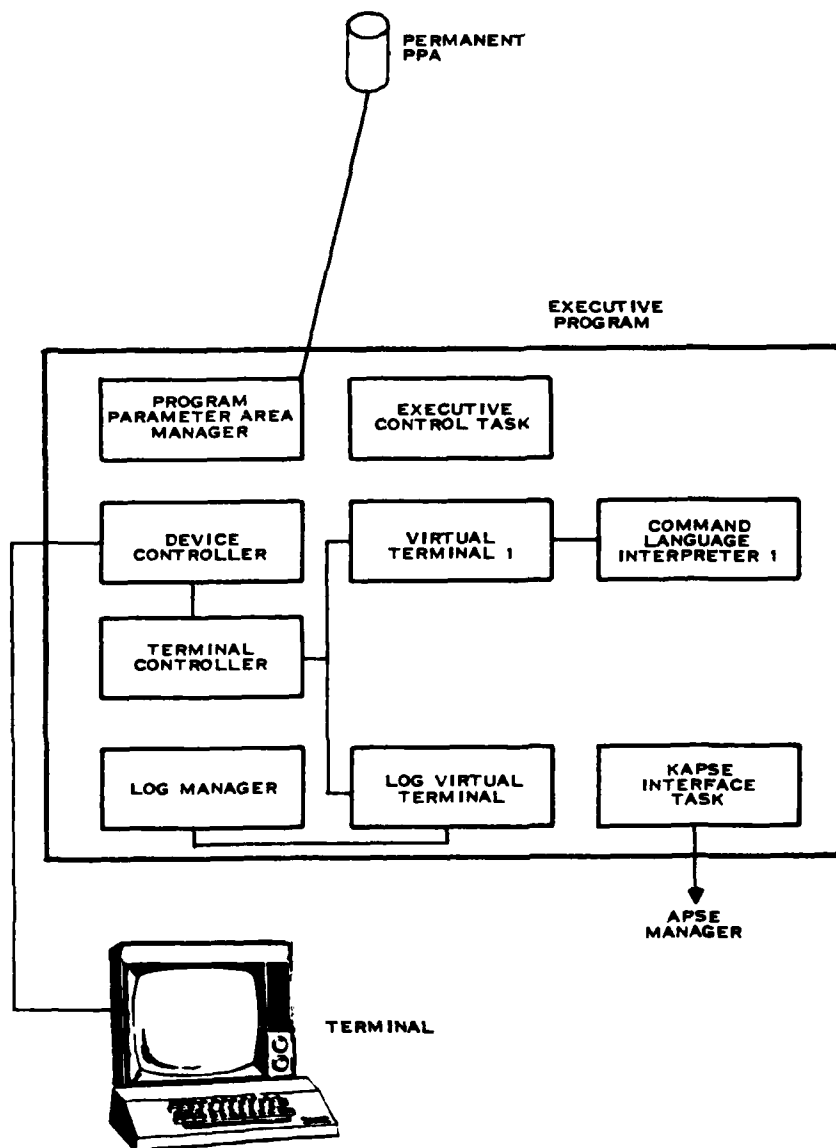 PERMANENT
PPA
EXECUTIVE
PROGRAM
PROGRAM
PARAMETER AREA
MANAGER
EXECUTIVE
CONTROL TASK
DEVICE
CONTROLLER
VIRTUAL
TERMINAL 1
COMMAND
LANGUAGE
INTERPRETER 1
TERMINAL
CONTROLLER
LOG MANAGER
LOG VIRTUAL
TERMINAL
KAPSE
INTERFACE
TASK
APSE
MANAGER
TERMINAL